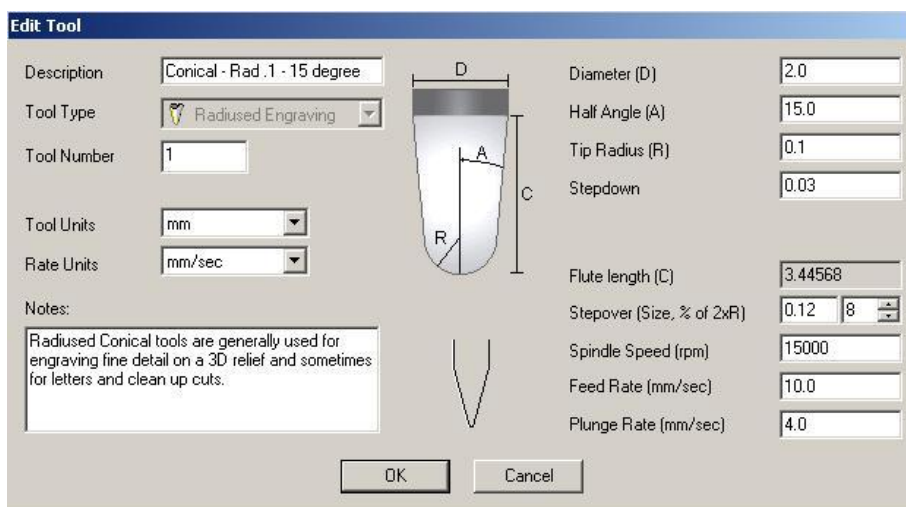 Edit Tool
Description Conical - Rad .1 - 15 degree
Tool Type Radiused Engraving
Tool Number 1
Tool Units mm
Rate Units mm/sec
Notes:
Radiused Conical tools are generally used for
engraving fine detail on a 3D relief and sometimes
for letters and clean up cuts.
D
A
C
R
Diameter (D) 2.0
Half Angle (A) 15.0
Tip Radius (R) 0.1
Stepdown 0.03
Flute length (C) 3.44568
Stepover (Size, % of 2xR) 0.12 8
Spindle Speed (rpm) 15000
Feed Rate (mm/sec) 10.0
Plunge Rate (mm/sec) 4.0
OK Cancel